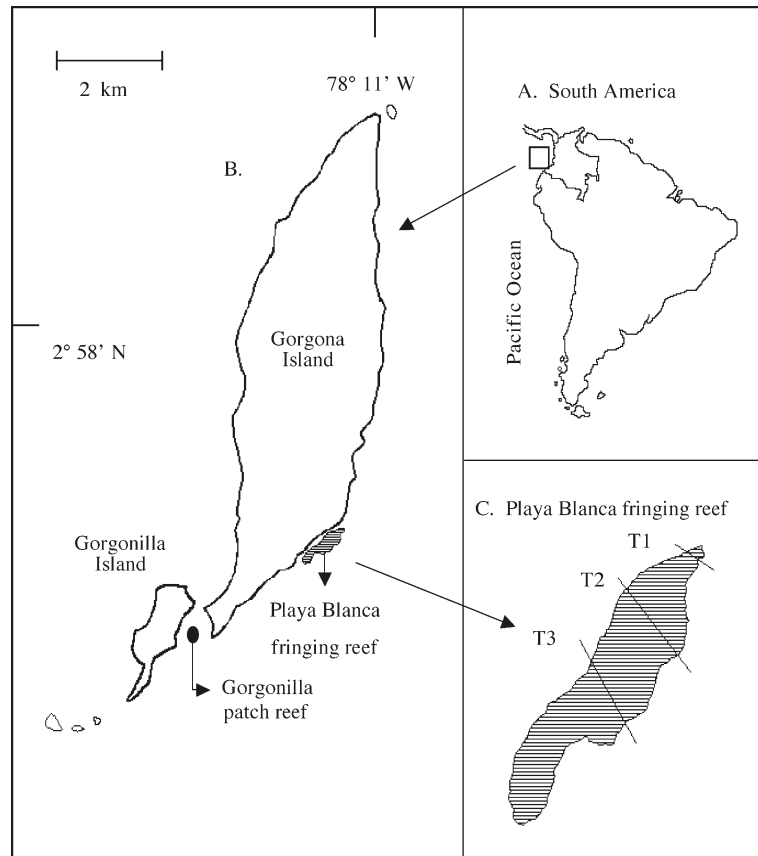 2 km
78° 11’ W
B.
2° 58’ N
Gorgona
Island
Gorgonilla
Island
Playa Blanca
fringing reef
Gorgonilla
patch reef
A. South America
Pacific Ocean
C. Playa Blanca fringing reef
T1
T2
T3